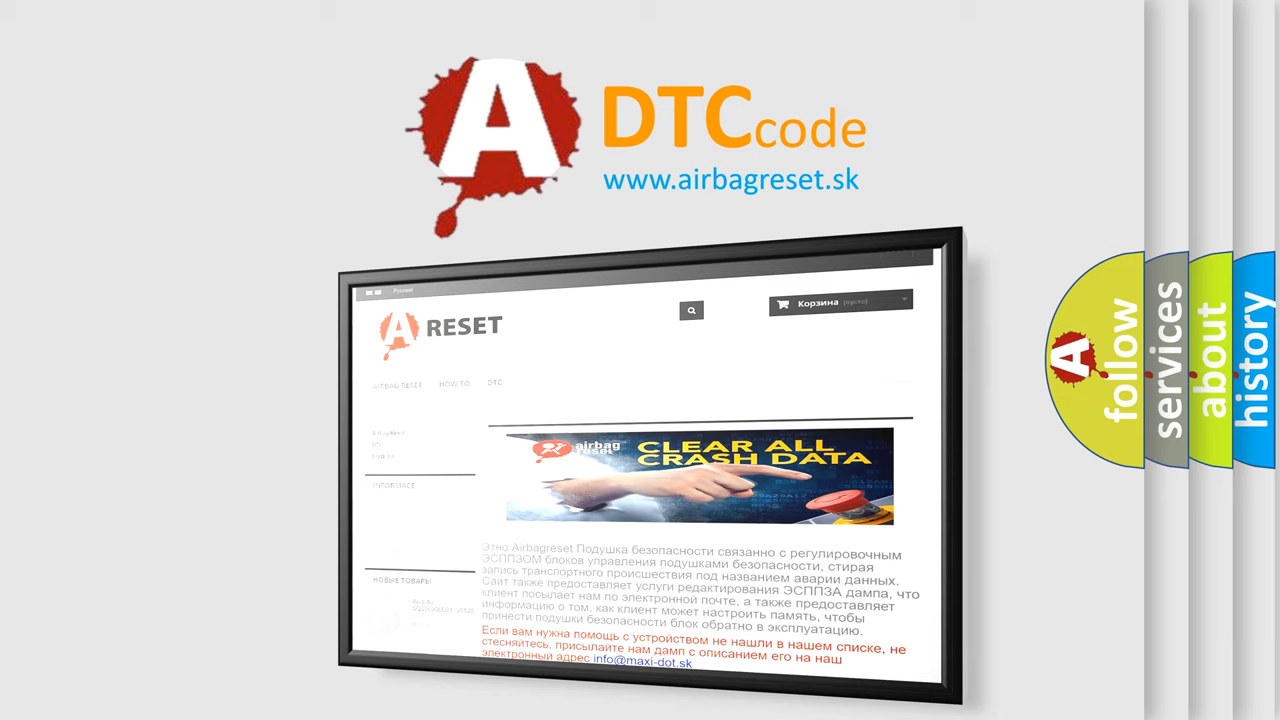 A DTCcode
www.airbagreset.sk
Русский
A RESET
Корзина (пусто)
AIRBAG RESET HOW TO DTC
INFORMACE
airbag
reset
CLEAR ALL
CRASH DATA
Этно Airbagreset Подушка безопасности связанно с регулировочным
ЭСППЗОМ блоков управления подушками безопасности, стирая
запись транспортного происшествия под названием аварии данных.
Сайт также предоставляет услуги редактирования ЭСППЗА дампа, что
клиент посылает нам по электронной почте, а также предоставляет
информацию о том, как клиент может настроить память, чтобы
принести подушки безопасности блок обратно в эксплуатацию.
Если вам нужна помощь с устройством не нашли в нашем списке, не
стесняйтесь, присылайте нам дамп с описанием его на наш
электронный адрес info@maxi-dot.sk
НОВЫЕ ТОВАРЫ
A follow
services
about
history